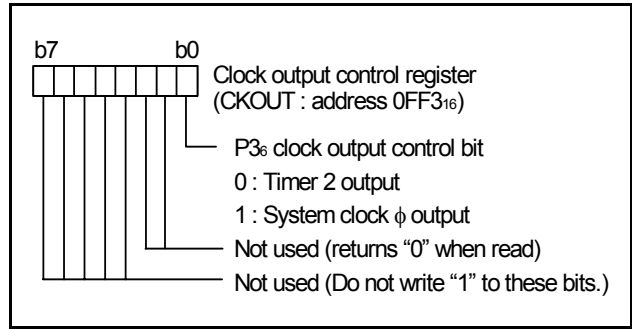 b7 b0
Clock output control register
(CKOUT : address 0FF3₁₆)
P3₆ clock output control bit
0 : Timer 2 output
1 : System clock ϕ output
Not used (returns “0” when read)
Not used (Do not write “1” to these bits.)